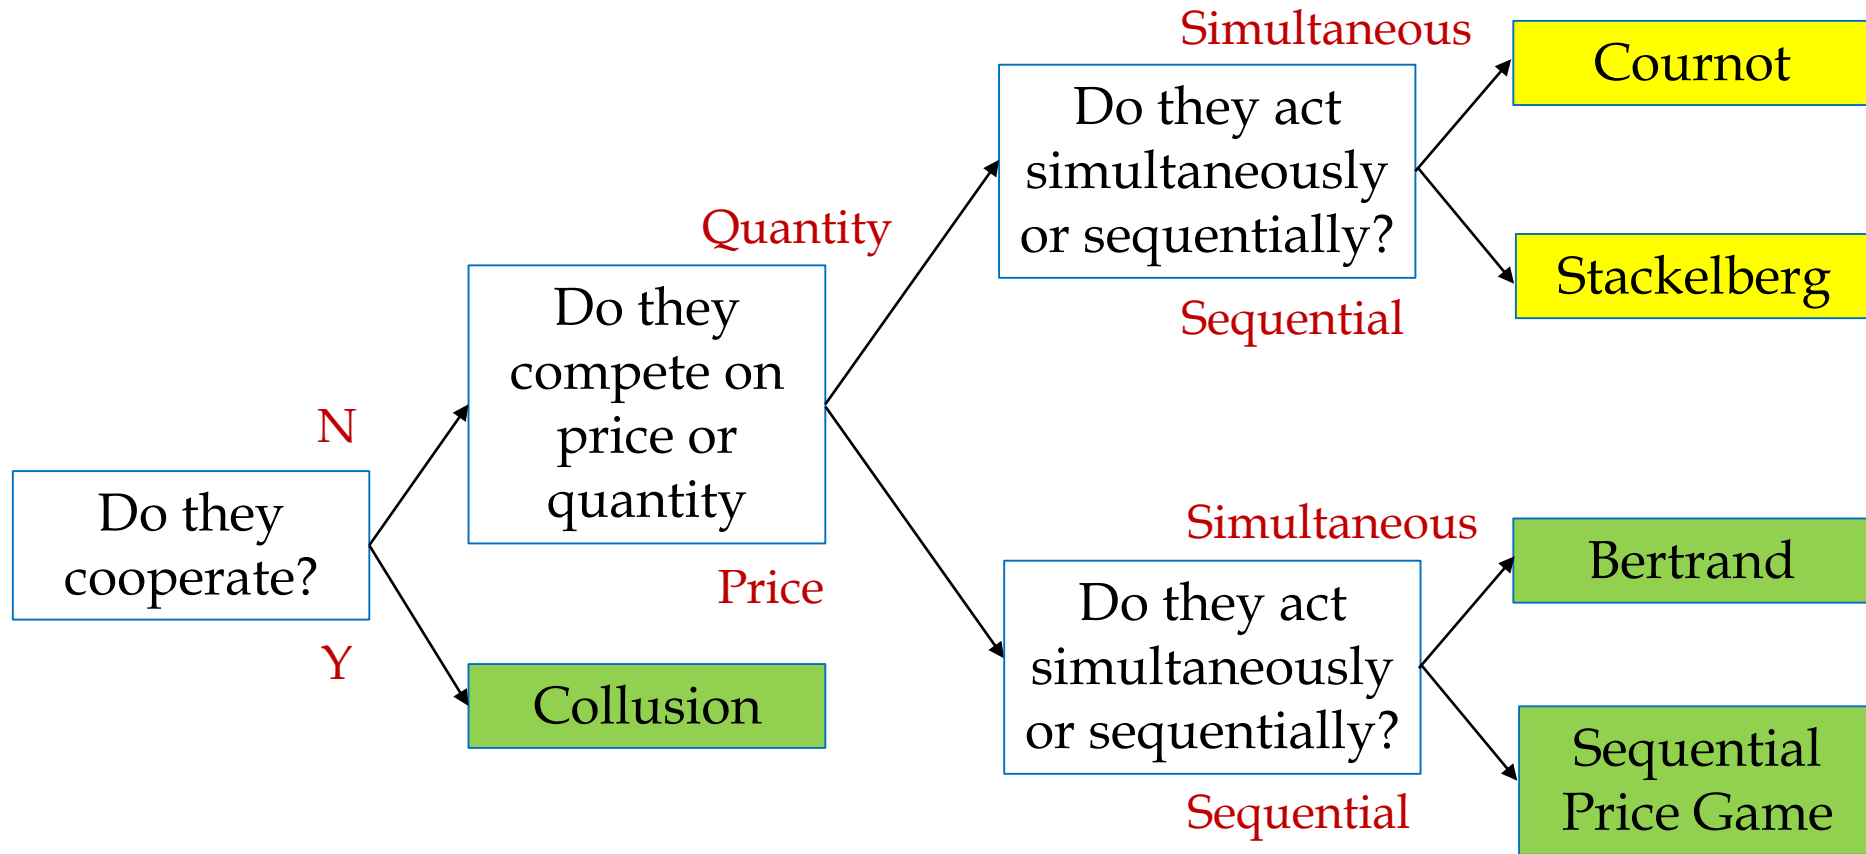 Do they
cooperate?
N
Y
Do they
compete on
price or
quantity
Collusion
Quantity
Price
Do they act
simultaneously
or sequentially?
Simultaneous
Sequential
Cournot
Stackelberg
Do they act
simultaneously
or sequentially?
Simultaneous
Sequential
Bertrand
Sequential
Price Game